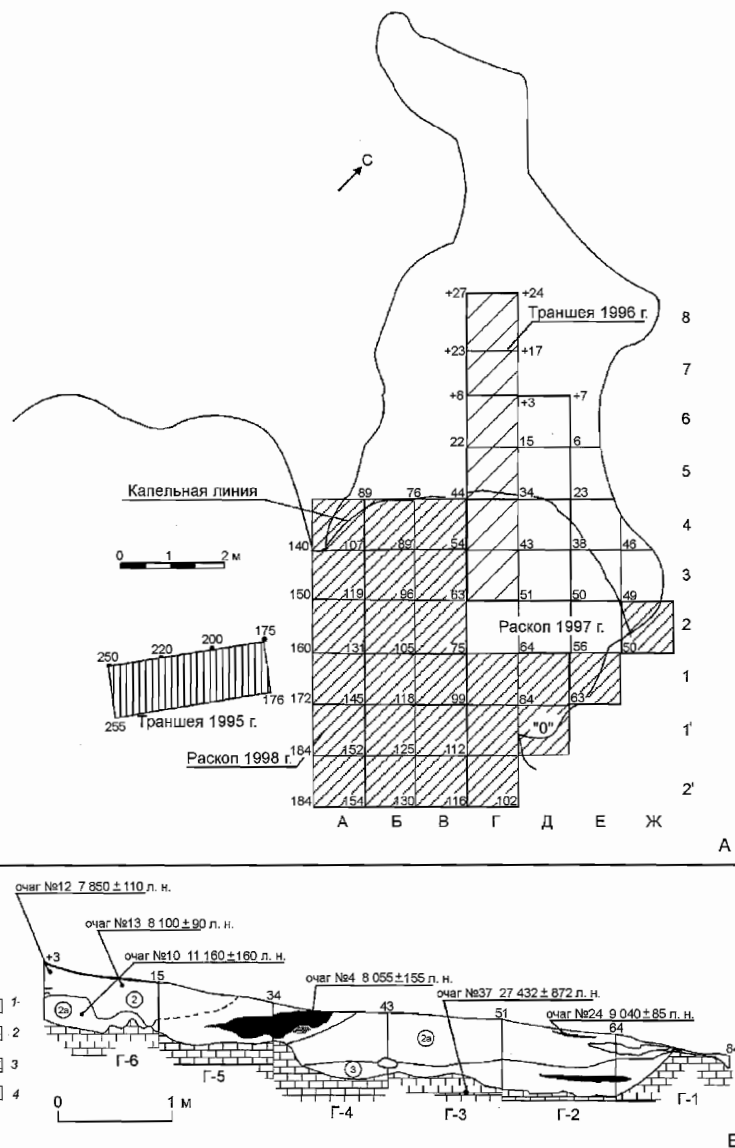 С
+27 +24
Траншея 1996 г.
8
+23 +17
7
+8 +3 +7
6
22 15 6
5
Капельная линия
89 76 44 34 23
4
140 107 89 54 43 38 46
0 1 2 м
3
150 119 96 63 51 50 49
Раскоп 1997 г.
2
250 220 200 175
160 131 105 75 64 56 50
1
176
172 145 118 99 84 63
255
Траншея 1995 г.
"0"
1'
Раскоп 1998 г.
184 152 125 112
2'
184 154 130 116 102
А Б В Г Д Е Ж
А
очаг №12 7 850 ± 110 л. н.
очаг №13 8 100 ± 90 л. н.
очаг №10 11 160 ± 160 л. н.
+3
15
очаг №4 8 055 ± 155 л. н.
очаг №37 27 432 ± 872 л. н.
очаг №24 9 040 ± 85 л. н.
34
43
51
64
84
1
2
3
4
2а
2
2а
3
Г-6
Г-5
Г-4
Г-3
Г-2
Г-1
0 1 м